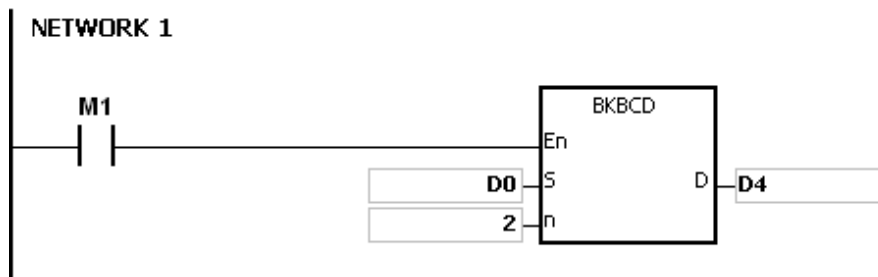 NETWORK 1
M1
BKBCD
En
D0 S D D4
2 n